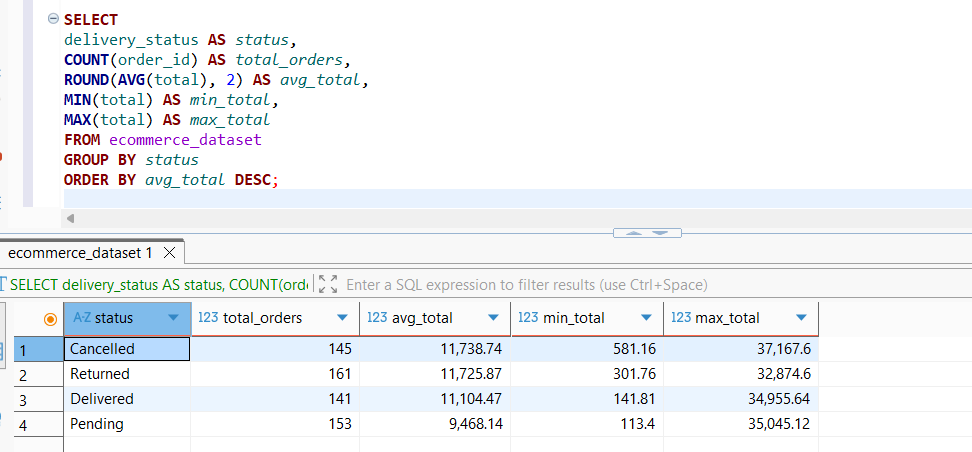 SELECT
delivery_status AS status,
COUNT(order_id) AS total_orders,
ROUND(AVG(total), 2) AS avg_total,
MIN(total) AS min_total,
MAX(total) AS max_total
FROM ecommerce_dataset
GROUP BY status
ORDER BY avg_total DESC;
ecommerce_dataset 1
SELECT delivery_status AS status, COUNT(orde Enter a SQL expression to filter results (use Ctrl+Space)
A-Z status 123 total_orders 123 avg_total 123 min_total 123 max_total
1 Cancelled 145 11,738.74 581.16 37,167.6
2 Returned 161 11,725.87 301.76 32,874.6
3 Delivered 141 11,104.47 141.81 34,955.64
4 Pending 153 9,468.14 113.4 35,045.12